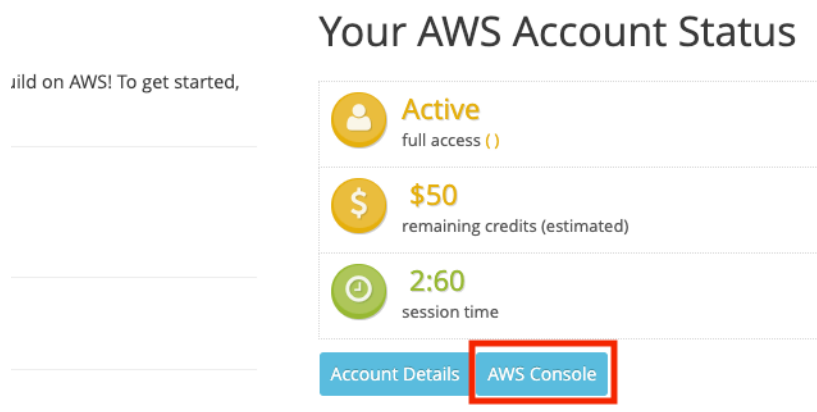 Your AWS Account Status
uild on AWS! To get started,
Active
full access ( )
$50
remaining credits (estimated)
2:60
session time
Account Details
AWS Console